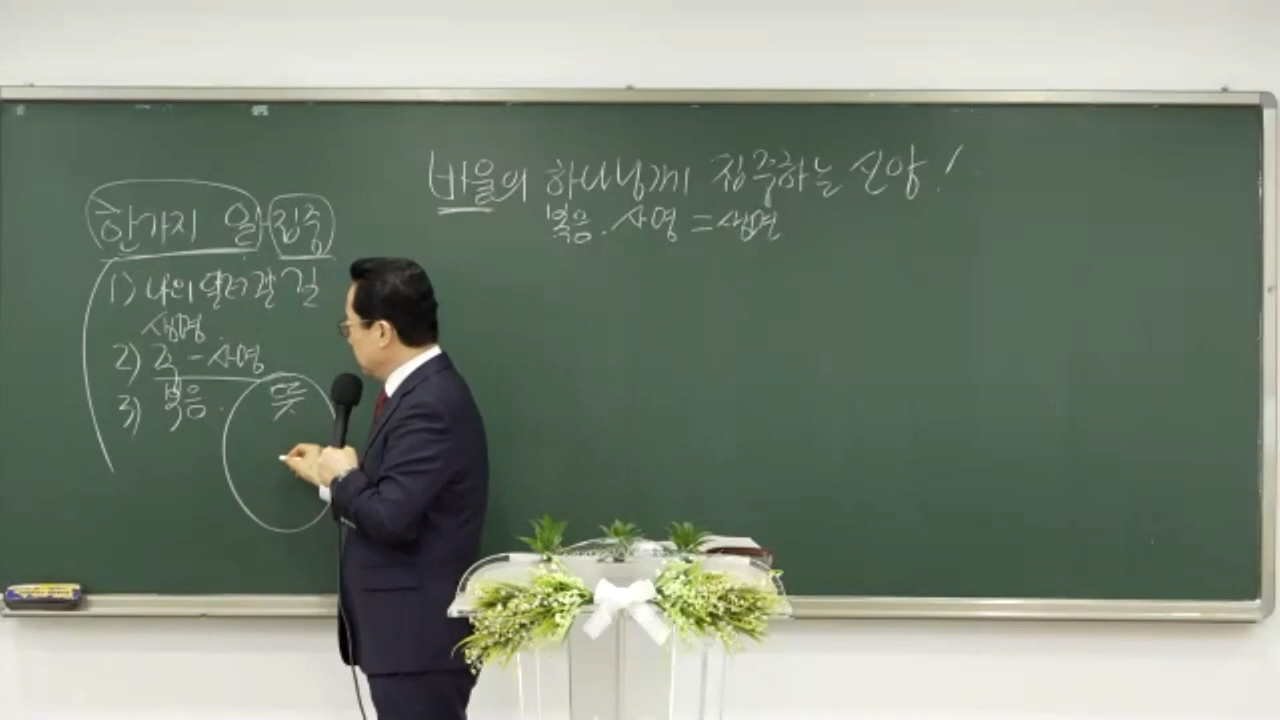 바울의 하나님께 집중하는 신앙!
복음. 사명 = 생명
한가지 일 집중
1) 나의 달려갈 길
생명
2) 주 - 사명
3) 복음.
뜻